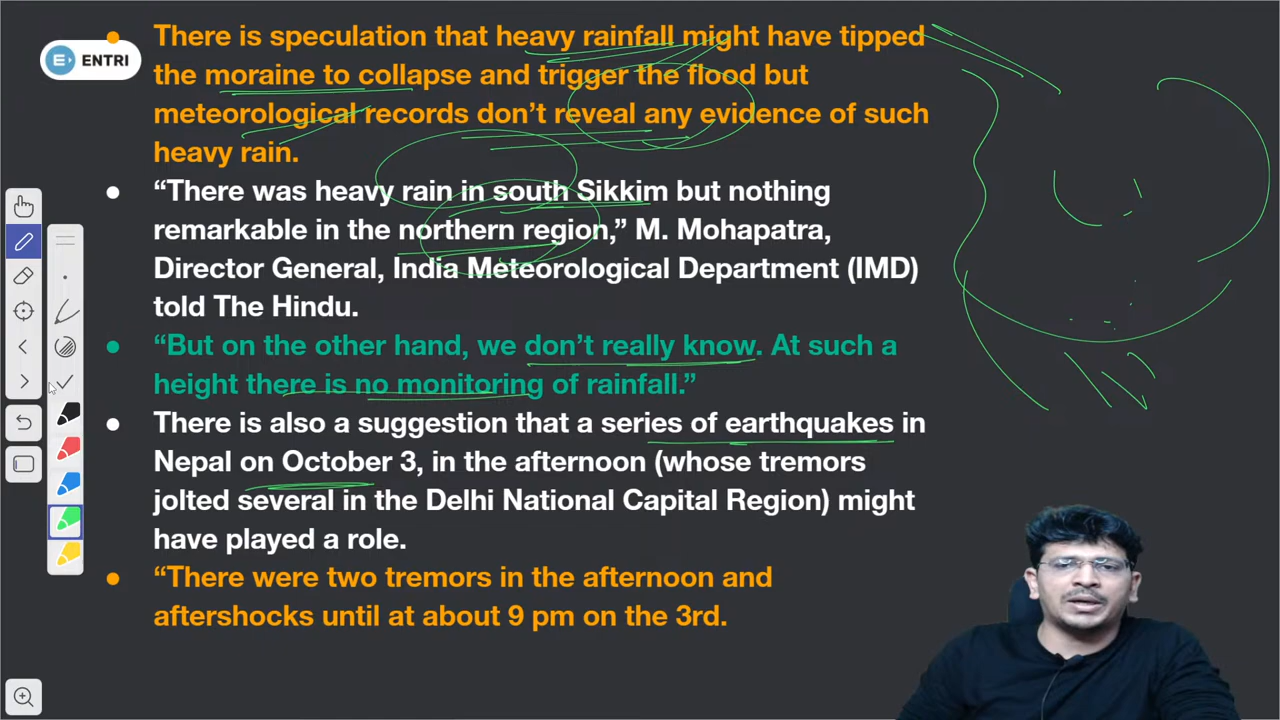 There is speculation that heavy rainfall might have tipped
the moraine to collapse and trigger the flood but
meteorological records don’t reveal any evidence of such
heavy rain.
“There was heavy rain in south Sikkim but nothing
remarkable in the northern region,” M. Mohapatra,
Director General, India Meteorological Department (IMD)
told The Hindu.
“But on the other hand, we don’t really know. At such a
height there is no monitoring of rainfall.”
There is also a suggestion that a series of earthquakes in
Nepal on October 3, in the afternoon (whose tremors
jolted several in the Delhi National Capital Region) might
have played a role.
“There were two tremors in the afternoon and
aftershocks until at about 9 pm on the 3rd.
ENTRI